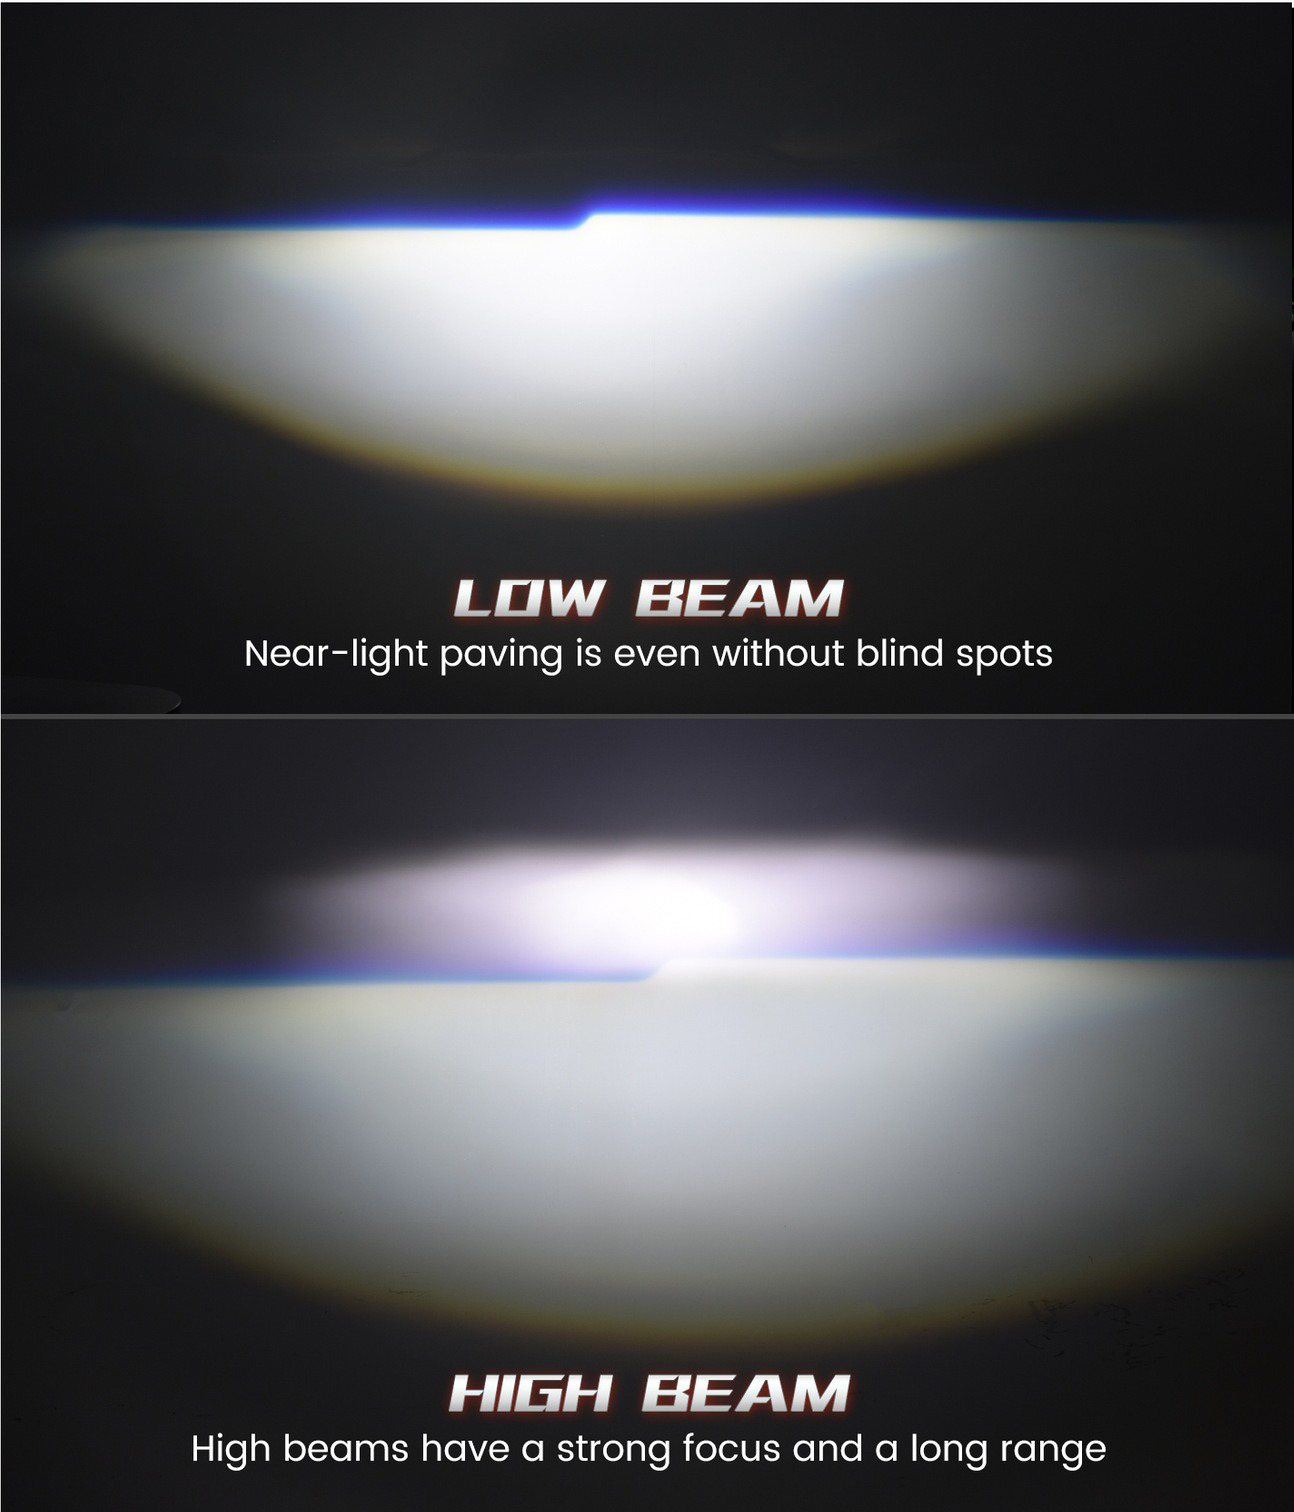 LOW BEAM
Near-light paving is even without blind spots
HIGH BEAM
High beams have a strong focus and a long range